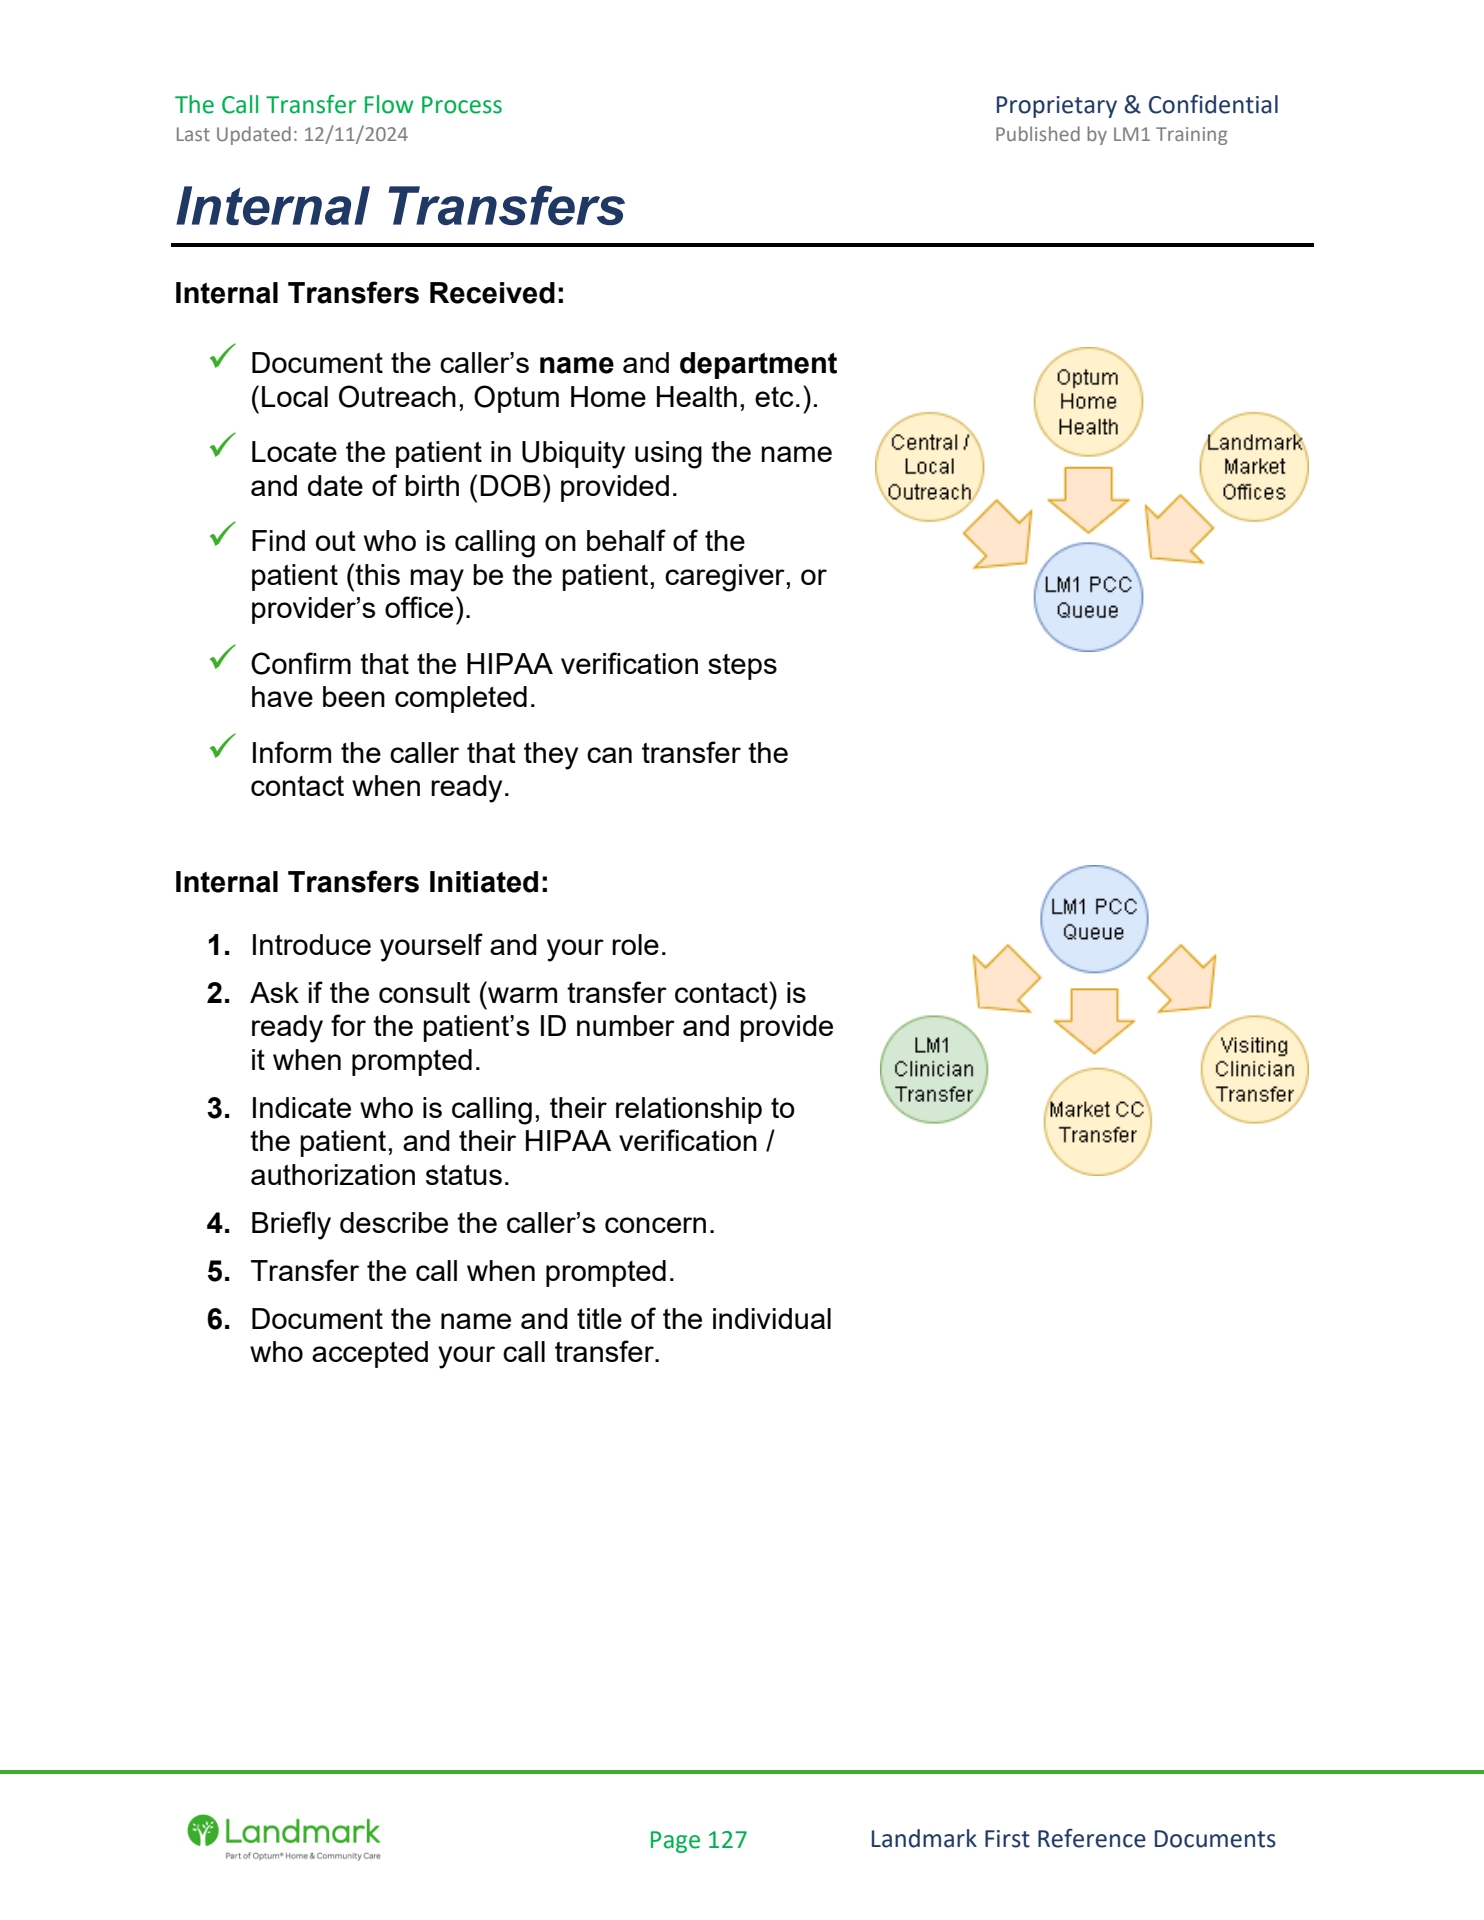 The Call Transfer Flow Process
Proprietary & Confidential
Last Updated: 12/11/2024
Published by LM1 Training
Internal Transfers
Internal Transfers Received:
Document the caller’s name and department
(Local Outreach, Optum Home Health, etc.).
Locate the patient in Ubiquity using the name
and date of birth (DOB) provided.
Find out who is calling on behalf of the
patient (this may be the patient, caregiver, or
provider’s office).
Confirm that the HIPAA verification steps
have been completed.
Inform the caller that they can transfer the
contact when ready.
Optum
Home
Health
Central /
Local
Outreach
Landmark
Market
Offices
LM1 PCC
Queue
Internal Transfers Initiated:
1. Introduce yourself and your role.
2. Ask if the consult (warm transfer contact) is
ready for the patient’s ID number and provide
it when prompted.
3. Indicate who is calling, their relationship to
the patient, and their HIPAA verification /
authorization status.
4. Briefly describe the caller’s concern.
5. Transfer the call when prompted.
6. Document the name and title of the individual
who accepted your call transfer.
LM1 PCC
Queue
LM1
Clinician
Transfer
Market CC
Transfer
Visiting
Clinician
Transfer
Landmark
Part of Optum® Home & Community Care
Page 127
Landmark First Reference Documents